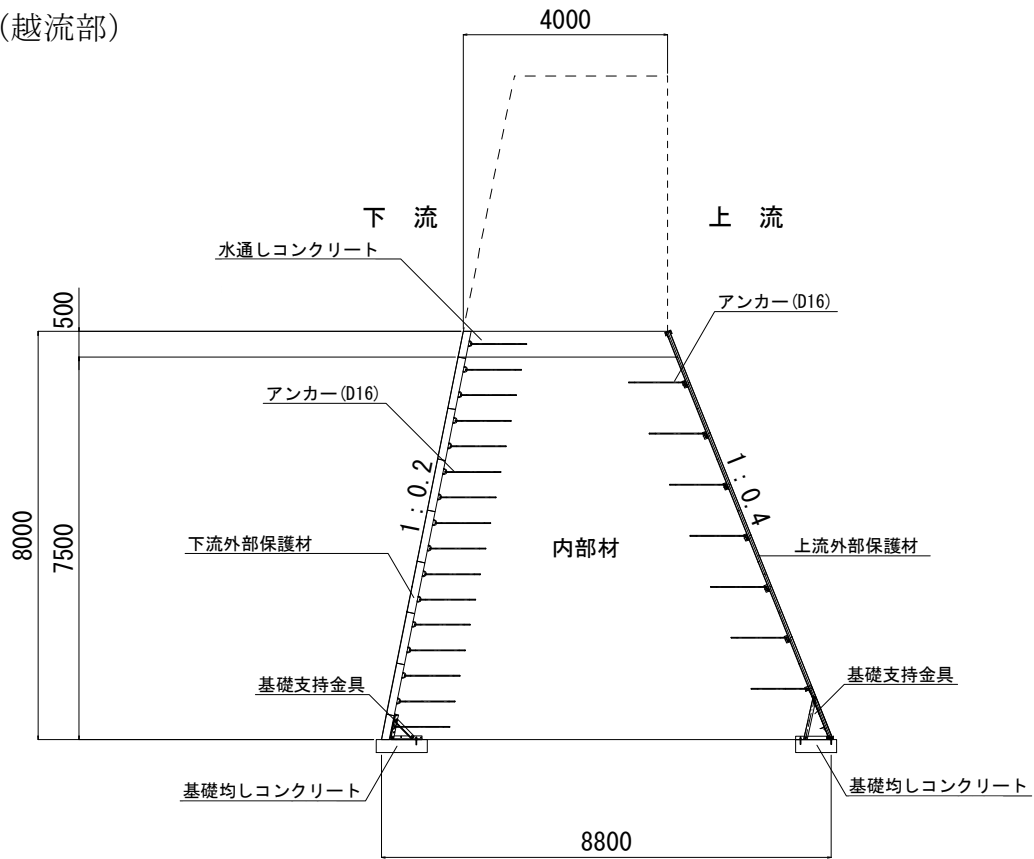 (越流部)
4000
下 流
上 流
水通しコンクリート
アンカー(D16)
500
アンカー(D16)
1:0.2
1:0.4
8000
7500
下流外部保護材
内部材
上流外部保護材
基礎支持金具
基礎支持金具
基礎均しコンクリート
基礎均しコンクリート
8800